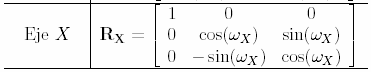 1 0 0
Eje X R_X = 0 cos(ω_X) sin(ω_X)
0 −sin(ω_X) cos(ω_X)